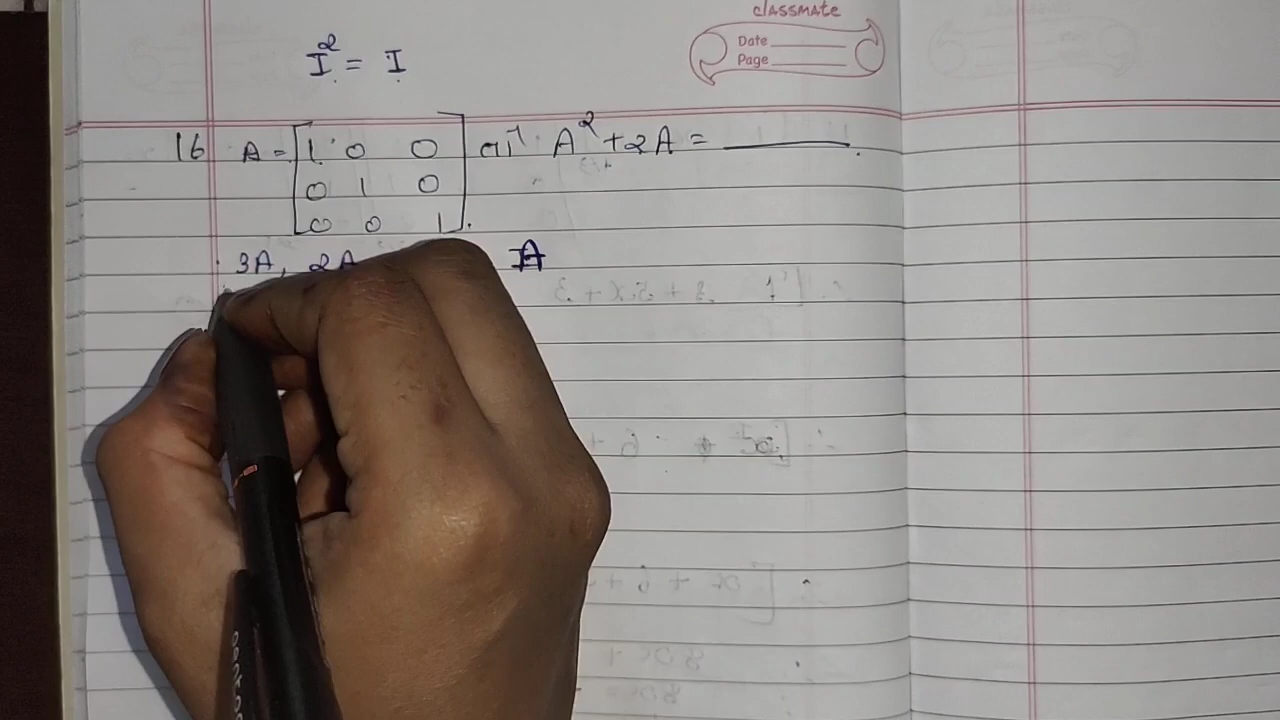 classmate
Date
Page
I² = I
16 A = [1 0 0 A² + 2A = ______.
0 1 0
0 0 1].
3A, 2A A